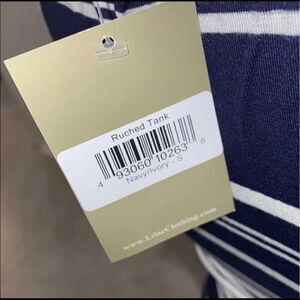 Ruched Tank
4 93060 10263 8
Navy/Ivory - S
www.LilacClothing.com